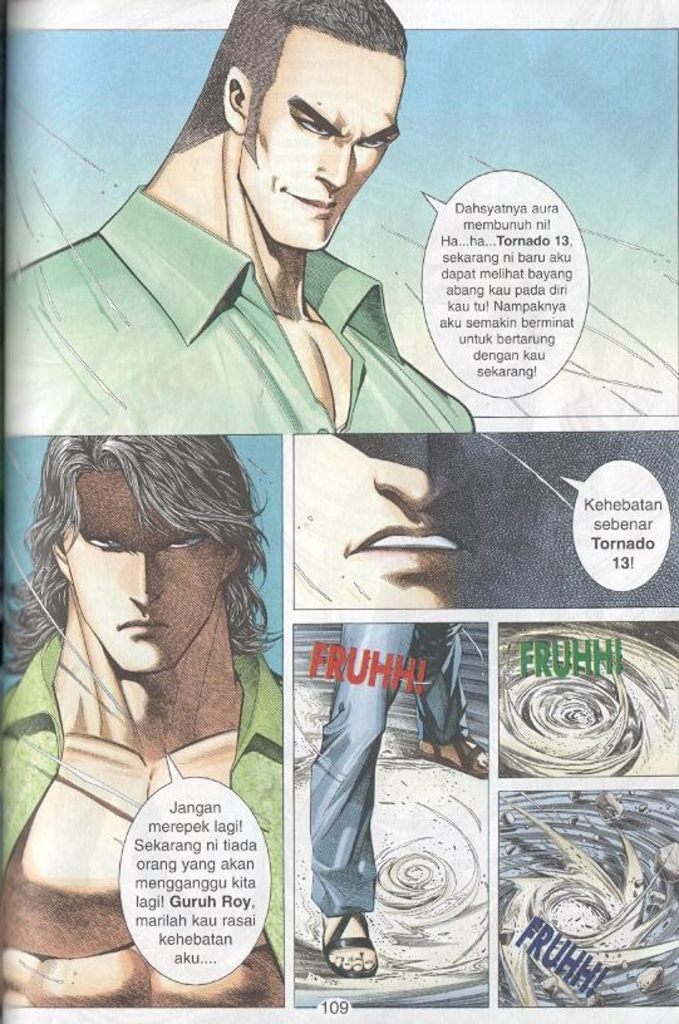 Dahsyatnya aura
membunuh ni!
Ha...ha...Tornado 13,
sekarang ni baru aku
dapat melihat bayang
abang kau pada diri
kau tu! Nampaknya
aku semakin berminat
untuk bertarung
dengan kau
sekarang!
Kehebatan
sebenar
Tornado
13!
Jangan
merepek lagi!
Sekarang ni tiada
orang yang akan
mengganggu kita
lagi! Guruh Roy,
marilah kau rasai
kehebatan
aku....
FRUHH!
FRUHH!
FRUHH!
109